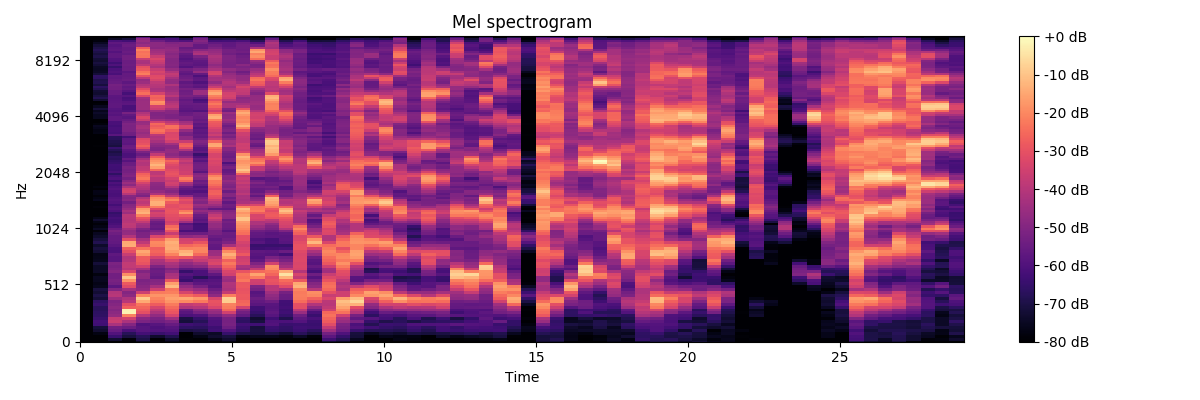 Mel spectrogram
Hz
8192
4096
2048
1024
512
0
0 5 10 15 20 25
Time
+0 dB
-10 dB
-20 dB
-30 dB
-40 dB
-50 dB
-60 dB
-70 dB
-80 dB